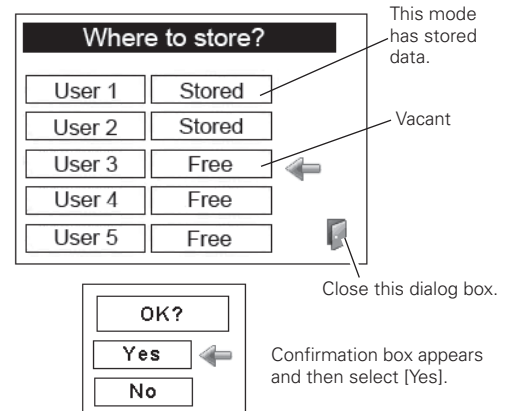 Where to store?
This mode
has stored
data.
User 1 Stored
User 2 Stored
Vacant
User 3 Free
User 4 Free
User 5 Free
Close this dialog box.
OK?
Yes
No
Confirmation box appears
and then select [Yes].